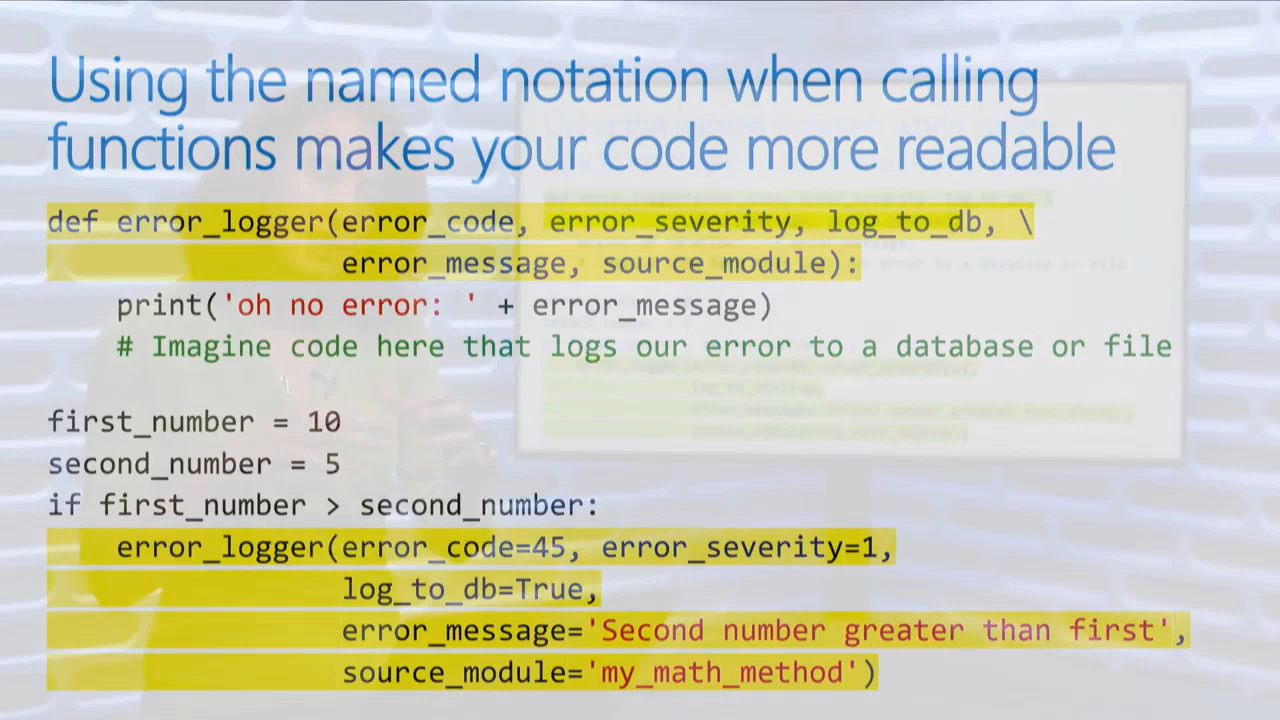 Using the named notation when calling
functions makes your code more readable
def error_logger(error_code, error_severity, log_to_db, \
error_message, source_module):
print('oh no error: ' + error_message)
# Imagine code here that logs our error to a database or file
first_number = 10
second_number = 5
if first_number > second_number:
error_logger(error_code=45, error_severity=1,
log_to_db=True,
error_message='Second number greater than first',
source_module='my_math_method')